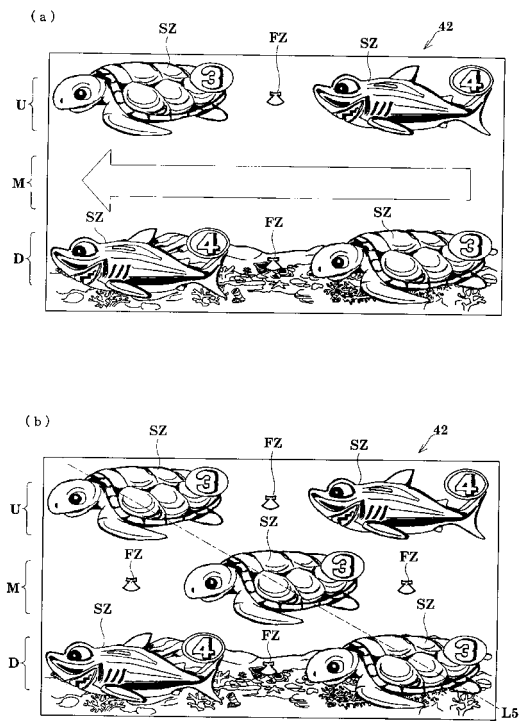 (a)
SZ FZ SZ 42
U 3 4
M
SZ FZ SZ
D 4 3
(b)
SZ FZ SZ 42
U 3 4
SZ
FZ FZ
M 3
SZ FZ SZ
D 4 3
L5